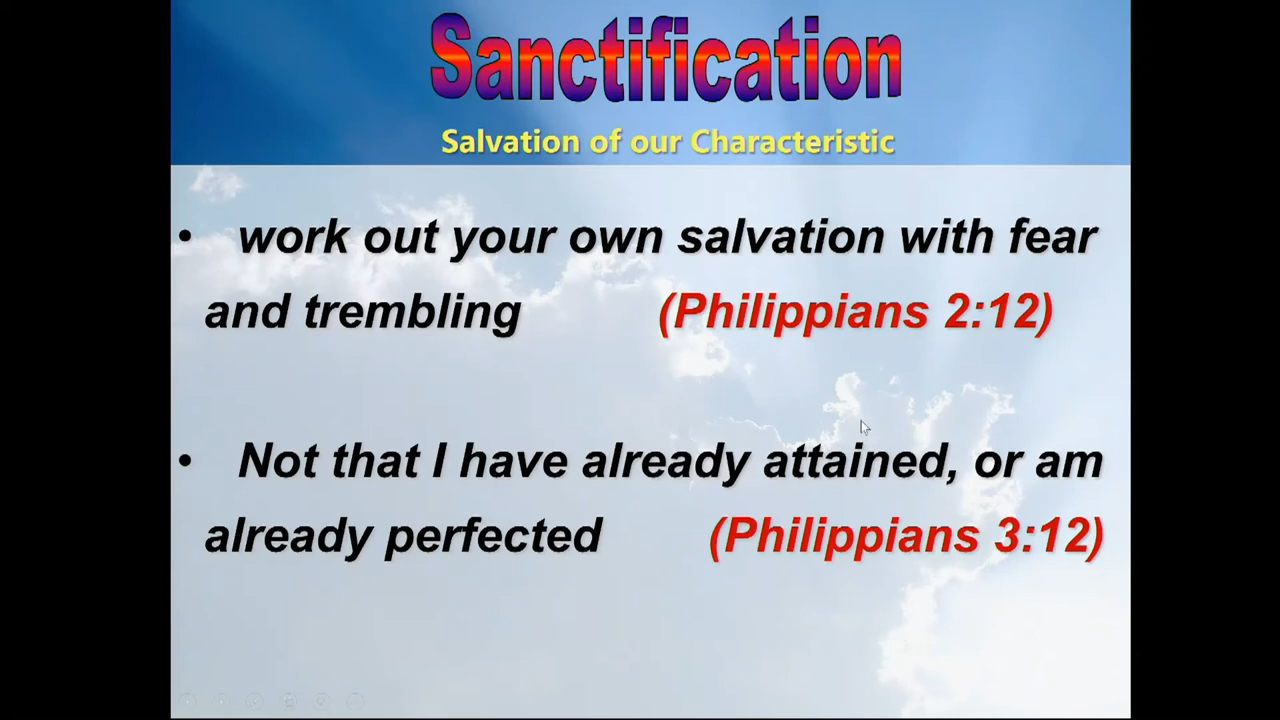 Sanctification
Salvation of our Characteristic
• work out your own salvation with fear
and trembling (Philippians 2:12)
• Not that I have already attained, or am
already perfected (Philippians 3:12)